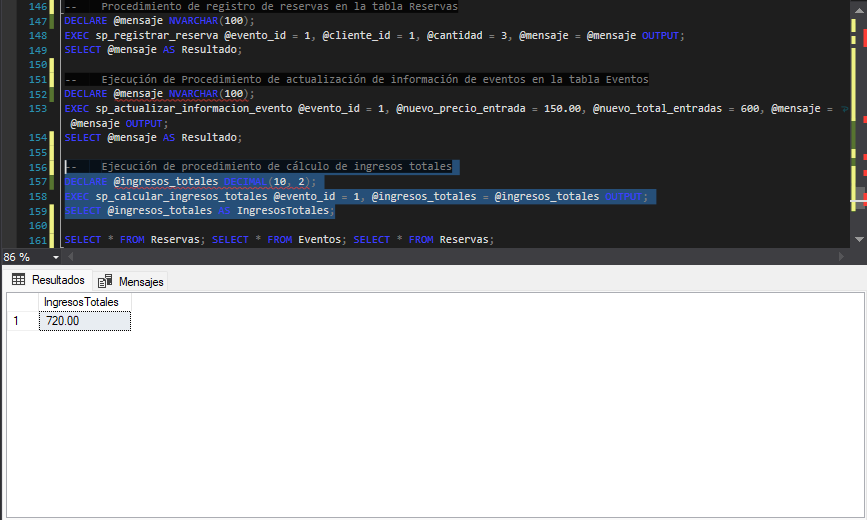 146 --    Procedimiento de registro de reservas en la tabla Reservas
147 DECLARE @mensaje NVARCHAR(100);
148 EXEC sp_registrar_reserva @evento_id = 1, @cliente_id = 1, @cantidad = 3, @mensaje = @mensaje OUTPUT;
149 SELECT @mensaje AS Resultado;
150
151 --    Ejecución de Procedimiento de actualización de información de eventos en la tabla Eventos
152 DECLARE @mensaje NVARCHAR(100);
153 EXEC sp_actualizar_informacion_evento @evento_id = 1, @nuevo_precio_entrada = 150.00, @nuevo_total_entradas = 600, @mensaje =
@mensaje OUTPUT;
154 SELECT @mensaje AS Resultado;
155
156 --    Ejecución de procedimiento de cálculo de ingresos totales
157 DECLARE @ingresos_totales DECIMAL(10, 2);
158 EXEC sp_calcular_ingresos_totales @evento_id = 1, @ingresos_totales = @ingresos_totales OUTPUT;
159 SELECT @ingresos_totales AS IngresosTotales;
160
161 SELECT * FROM Reservas; SELECT * FROM Eventos; SELECT * FROM Reservas;
86 %
Resultados Mensajes
IngresosTotales
1 720.00